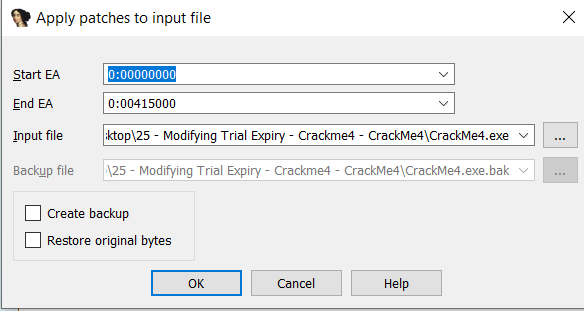 Apply patches to input file
Start EA 0:00000000
End EA 0:00415000
Input file ktop\25 - Modifying Trial Expiry - Crackme4 - CrackMe4\CrackMe4.exe ...
Backup file \25 - Modifying Trial Expiry - Crackme4 - CrackMe4\CrackMe4.exe.bak ...
Create backup
Restore original bytes
OK Cancel Help